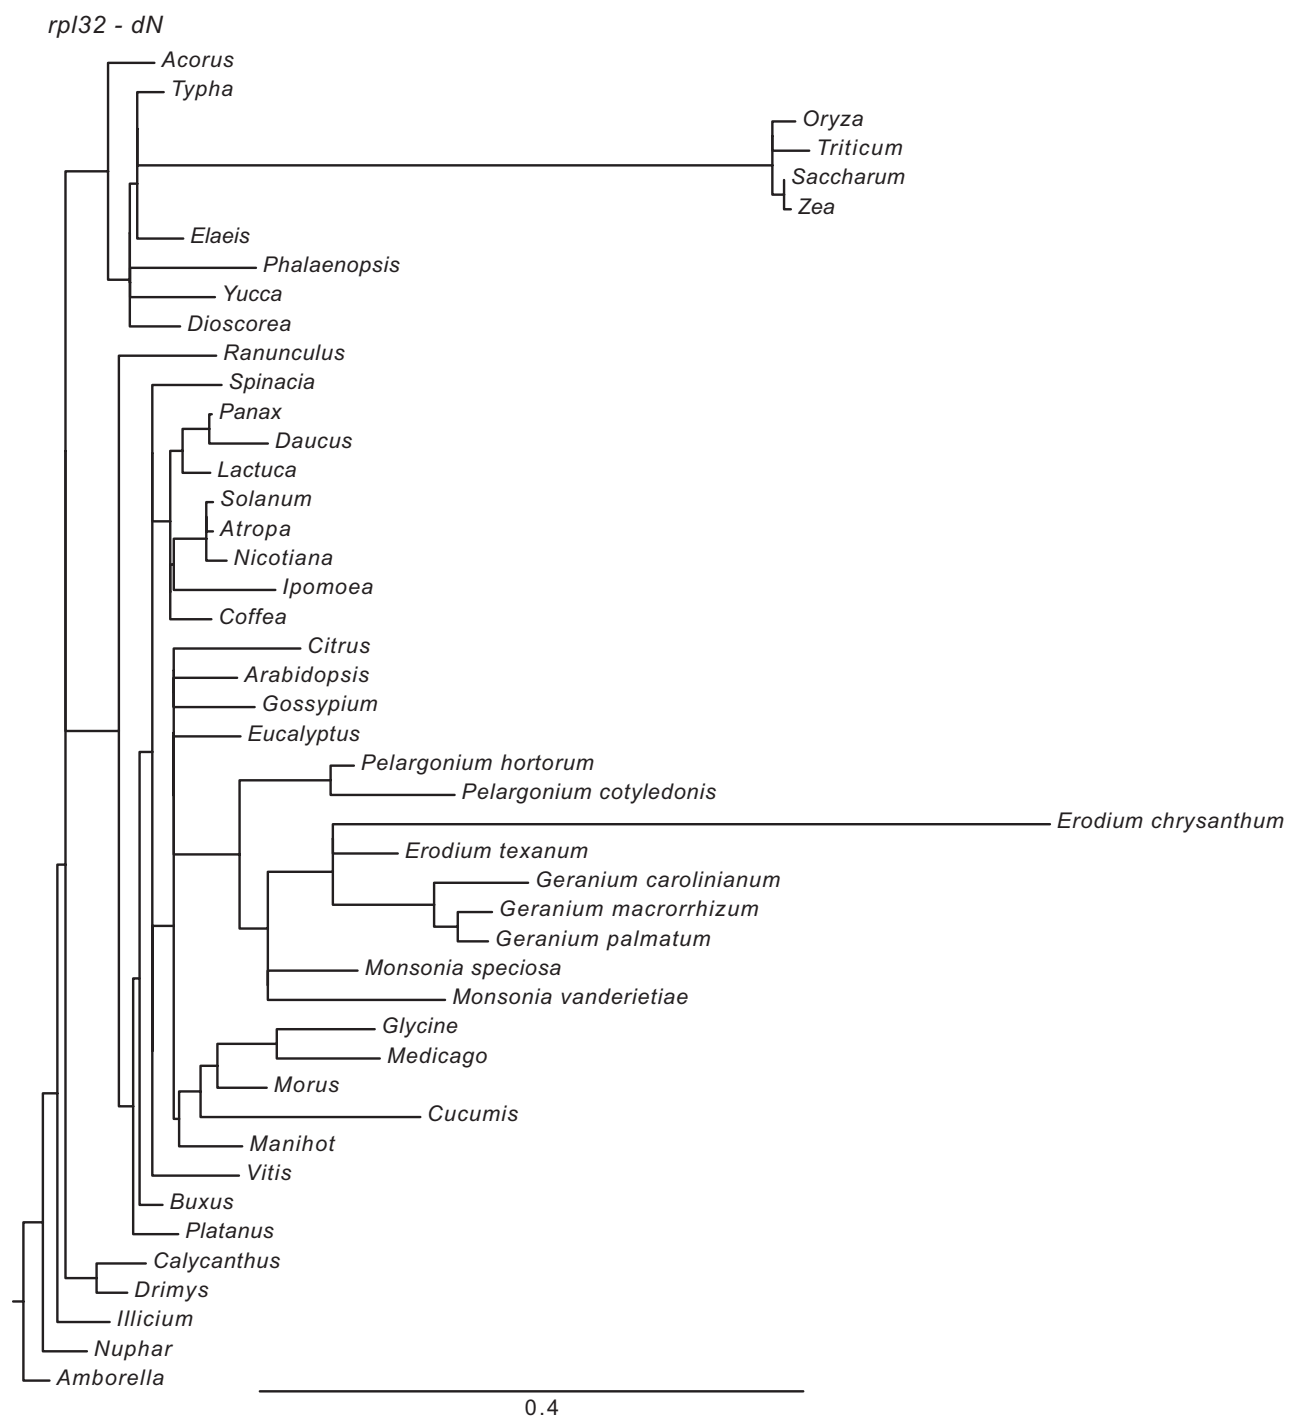 rpl32 - dN
Acorus
Typha
Oryza
Triticum
Saccharum
Zea
Elaeis
Phalaenopsis
Yucca
Dioscorea
Ranunculus
Spinacia
Panax
Daucus
Lactuca
Solanum
Atropa
Nicotiana
Ipomoea
Coffea
Citrus
Arabidopsis
Gossypium
Eucalyptus
Pelargonium hortorum
Pelargonium cotyledonis
Erodium chrysanthum
Erodium texanum
Geranium carolinianum
Geranium macrorrhizum
Geranium palmatum
Monsonia speciosa
Monsonia vanderietiae
Glycine
Medicago
Morus
Cucumis
Manihot
Vitis
Buxus
Platanus
Calycanthus
Drimys
Illicium
Nuphar
Amborella
0.4